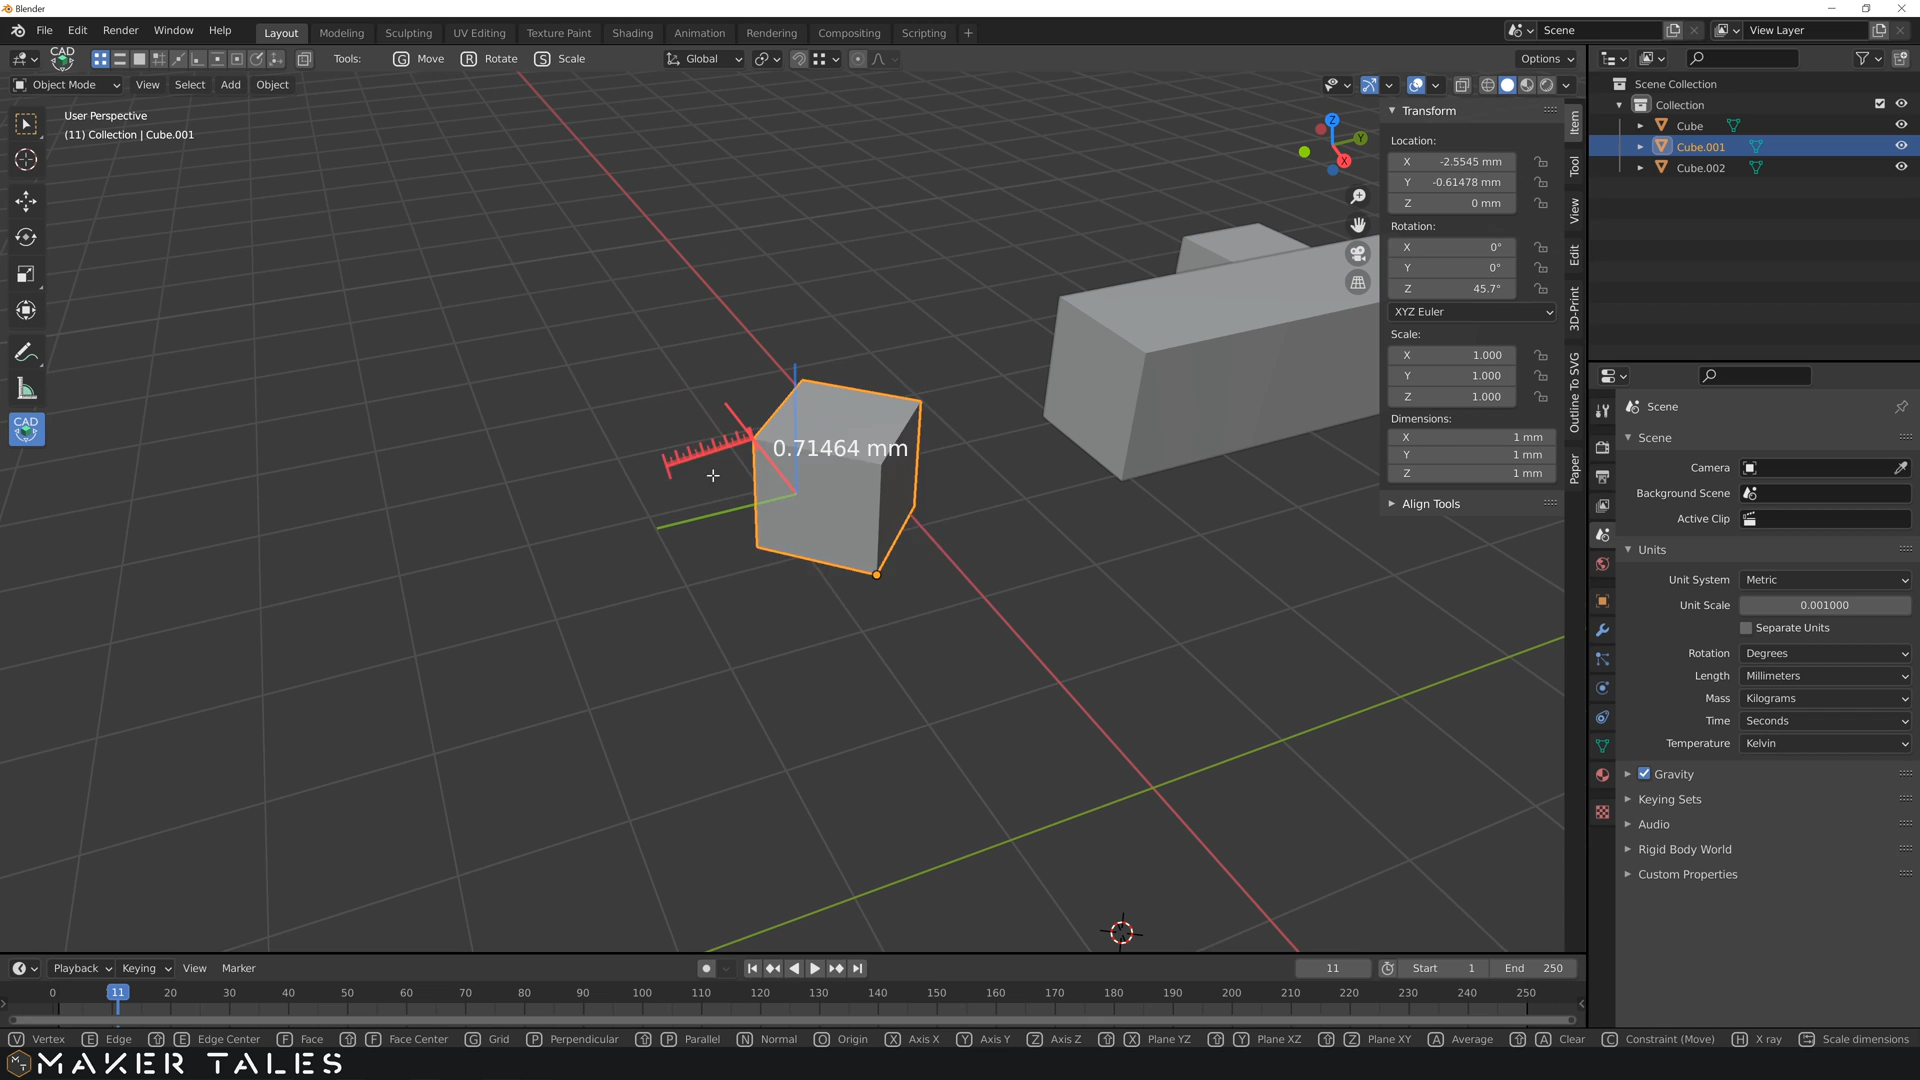 Blender
File Edit Render Window Help
Layout Modeling Sculpting UV Editing Texture Paint Shading Animation Rendering Compositing Scripting +
Scene
View Layer
CAD
Tools: G Move R Rotate S Scale
Global
Options
Object Mode View Select Add Object
User Perspective
(11) Collection | Cube.001
Z
Y
X
CAD
0.71464 mm
Transform
Location:
X -2.5545 mm
Y -0.61478 mm
Z 0 mm
Rotation:
X 0°
Y 0°
Z 45.7°
XYZ Euler
Scale:
X 1.000
Y 1.000
Z 1.000
Dimensions:
X 1 mm
Y 1 mm
Z 1 mm
Align Tools
Item
Tool
View
Edit
3D-Print
Outline To SVG
Paper
Scene Collection
Collection
Cube
Cube.001
Cube.002
Scene
Scene
Camera
Background Scene
Active Clip
Units
Unit System Metric
Unit Scale 0.001000
Separate Units
Rotation Degrees
Length Millimeters
Mass Kilograms
Time Seconds
Temperature Kelvin
Gravity
Keying Sets
Audio
Rigid Body World
Custom Properties
Playback Keying View Marker
11 Start 1 End 250
0 11 20 30 40 50 60 70 80 90 100 110 120 130 140 150 160 170 180 190 200 210 220 230 240 250
V Vertex E Edge E Edge Center F Face F Face Center G Grid P Perpendicular P Parallel N Normal O Origin X Axis X Y Axis Y Z Axis Z X Plane YZ Y Plane XZ Z Plane XY A Average A Clear C Constraint (Move) H X ray Scale dimensions
MAKER TALES